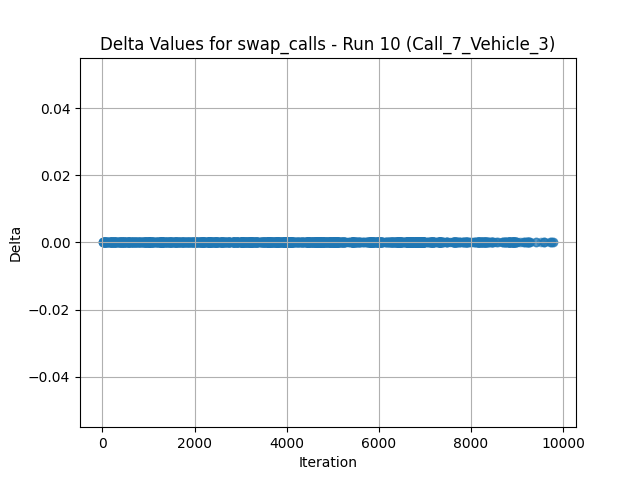 Delta Values for swap_calls - Run 10 (Call_7_Vehicle_3)
0.04
0.02
0.00
−0.02
−0.04
Delta
0 2000 4000 6000 8000 10000
Iteration